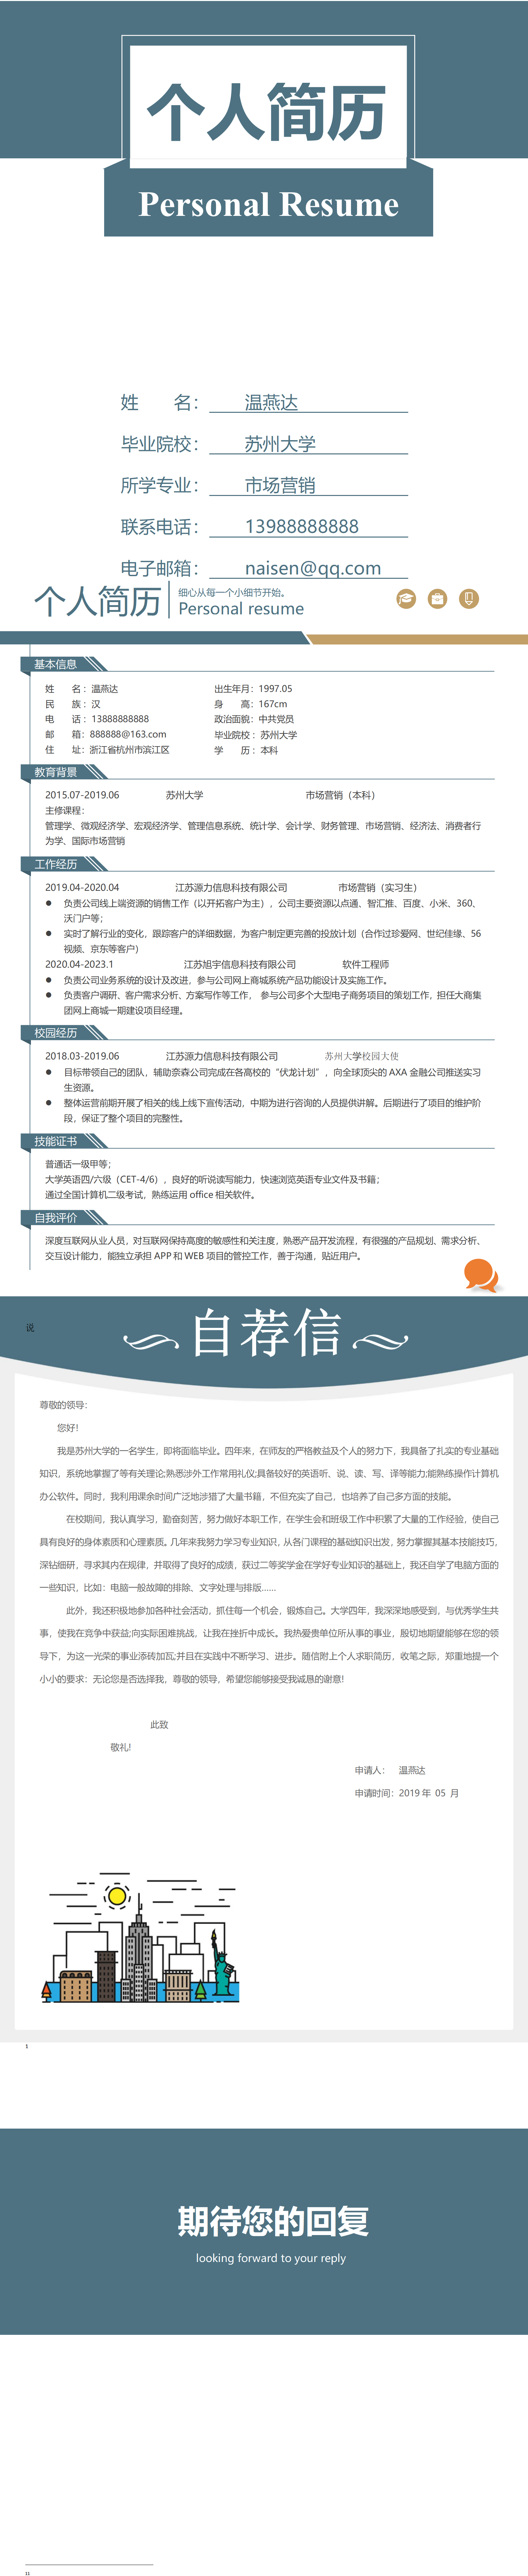 个人简历
Personal Resume
姓 名： 温燕达
毕业院校： 苏州大学
所学专业： 市场营销
联系电话： 13988888888
电子邮箱： naisen@qq.com
个人简历
细心从每一个小细节开始。
Personal resume
基本信息
姓 名：温燕达 出生年月：1997.05
民 族：汉 身 高：167cm
电 话：13888888888 政治面貌：中共党员
邮 箱：888888@163.com 毕业院校：苏州大学
住 址：浙江省杭州市滨江区 学 历：本科
教育背景
2015.07-2019.06 苏州大学 市场营销（本科）
主修课程：
管理学、微观经济学、宏观经济学、管理信息系统、统计学、会计学、财务管理、市场营销、经济法、消费者行
为学、国际市场营销
工作经历
2019.04-2020.04 江苏源力信息科技有限公司 市场营销（实习生）
● 负责公司线上端资源的销售工作（以开拓客户为主），公司主要资源以点通、智汇推、百度、小米、360、
沃门户等；
● 实时了解行业的变化，跟踪客户的详细数据，为客户制定更完善的投放计划（合作过珍爱网、世纪佳缘、56
视频、京东等客户）
2020.04-2023.1 江苏旭宇信息科技有限公司 软件工程师
● 负责公司业务系统的设计及改进，参与公司网上商城系统产品功能设计及实施工作。
● 负责客户调研、客户需求分析、方案写作等工作， 参与公司多个大型电子商务项目的策划工作，担任大商集
团网上商城一期建设项目经理。
校园经历
2018.03-2019.06 江苏源力信息科技有限公司 苏州大学校园大使
● 目标带领自己的团队，辅助奈森公司完成在各高校的“伏龙计划”，向全球顶尖的 AXA 金融公司推送实习
生资源。
● 整体运营前期开展了相关的线上线下宣传活动，中期为进行咨询的人员提供讲解。后期进行了项目的维护阶
段，保证了整个项目的完整性。
技能证书
普通话一级甲等；
大学英语四/六级（CET-4/6），良好的听说读写能力，快速浏览英语专业文件及书籍；
通过全国计算机二级考试，熟练运用 office 相关软件。
自我评价
深度互联网从业人员，对互联网保持高度的敏感性和关注度，熟悉产品开发流程，有很强的产品规划、需求分析、
交互设计能力，能独立承担 APP 和 WEB 项目的管控工作，善于沟通，贴近用户。
说
自荐信
尊敬的领导：
您好！
我是苏州大学的一名学生，即将面临毕业。四年来，在师友的严格教益及个人的努力下，我具备了扎实的专业基础
知识，系统地掌握了等有关理论;熟悉涉外工作常用礼仪;具备较好的英语听、说、读、写、译等能力;能熟练操作计算机
办公软件。同时，我利用课余时间广泛地涉猎了大量书籍，不但充实了自己，也培养了自己多方面的技能。
在校期间，我认真学习，勤奋刻苦，努力做好本职工作，在学生会和班级工作中积累了大量的工作经验，使自己
具有良好的身体素质和心理素质。几年来我努力学习专业知识，从各门课程的基础知识出发，努力掌握其基本技能技巧，
深钻细研，寻求其内在规律，并取得了良好的成绩，获过二等奖学金在学好专业知识的基础上，我还自学了电脑方面的
一些知识，比如：电脑一般故障的排除、文字处理与排版......
此外，我还积极地参加各种社会活动，抓住每一个机会，锻炼自己。大学四年，我深深地感受到，与优秀学生共
事，使我在竞争中获益;向实际困难挑战，让我在挫折中成长。我热爱贵单位所从事的事业，殷切地期望能够在您的领
导下，为这一光荣的事业添砖加瓦;并且在实践中不断学习、进步。随信附上个人求职简历，收笔之际，郑重地提一个
小小的要求：无论您是否选择我，尊敬的领导，希望您能够接受我诚恳的谢意!
此致
敬礼!
申请人： 温燕达
申请时间：2019 年 05 月
1
期待您的回复
looking forward to your reply
11